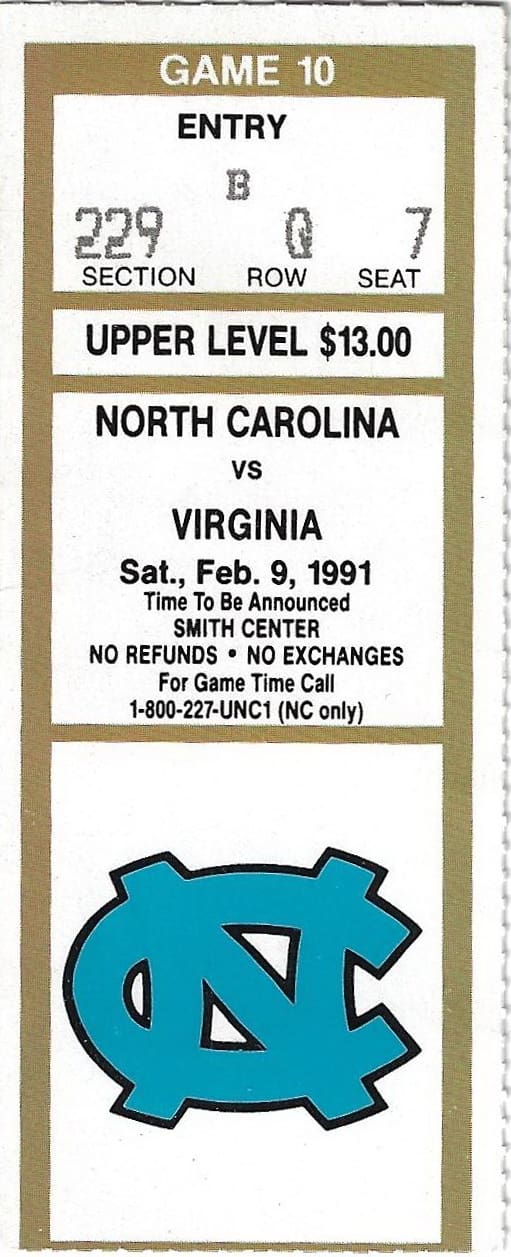 GAME 10
ENTRY
B
229 Q 7
SECTION ROW SEAT
UPPER LEVEL $13.00
NORTH CAROLINA
VS
VIRGINIA
Sat., Feb. 9, 1991
Time To Be Announced
SMITH CENTER
NO REFUNDS • NO EXCHANGES
For Game Time Call
1-800-227-UNC1 (NC only)
NC